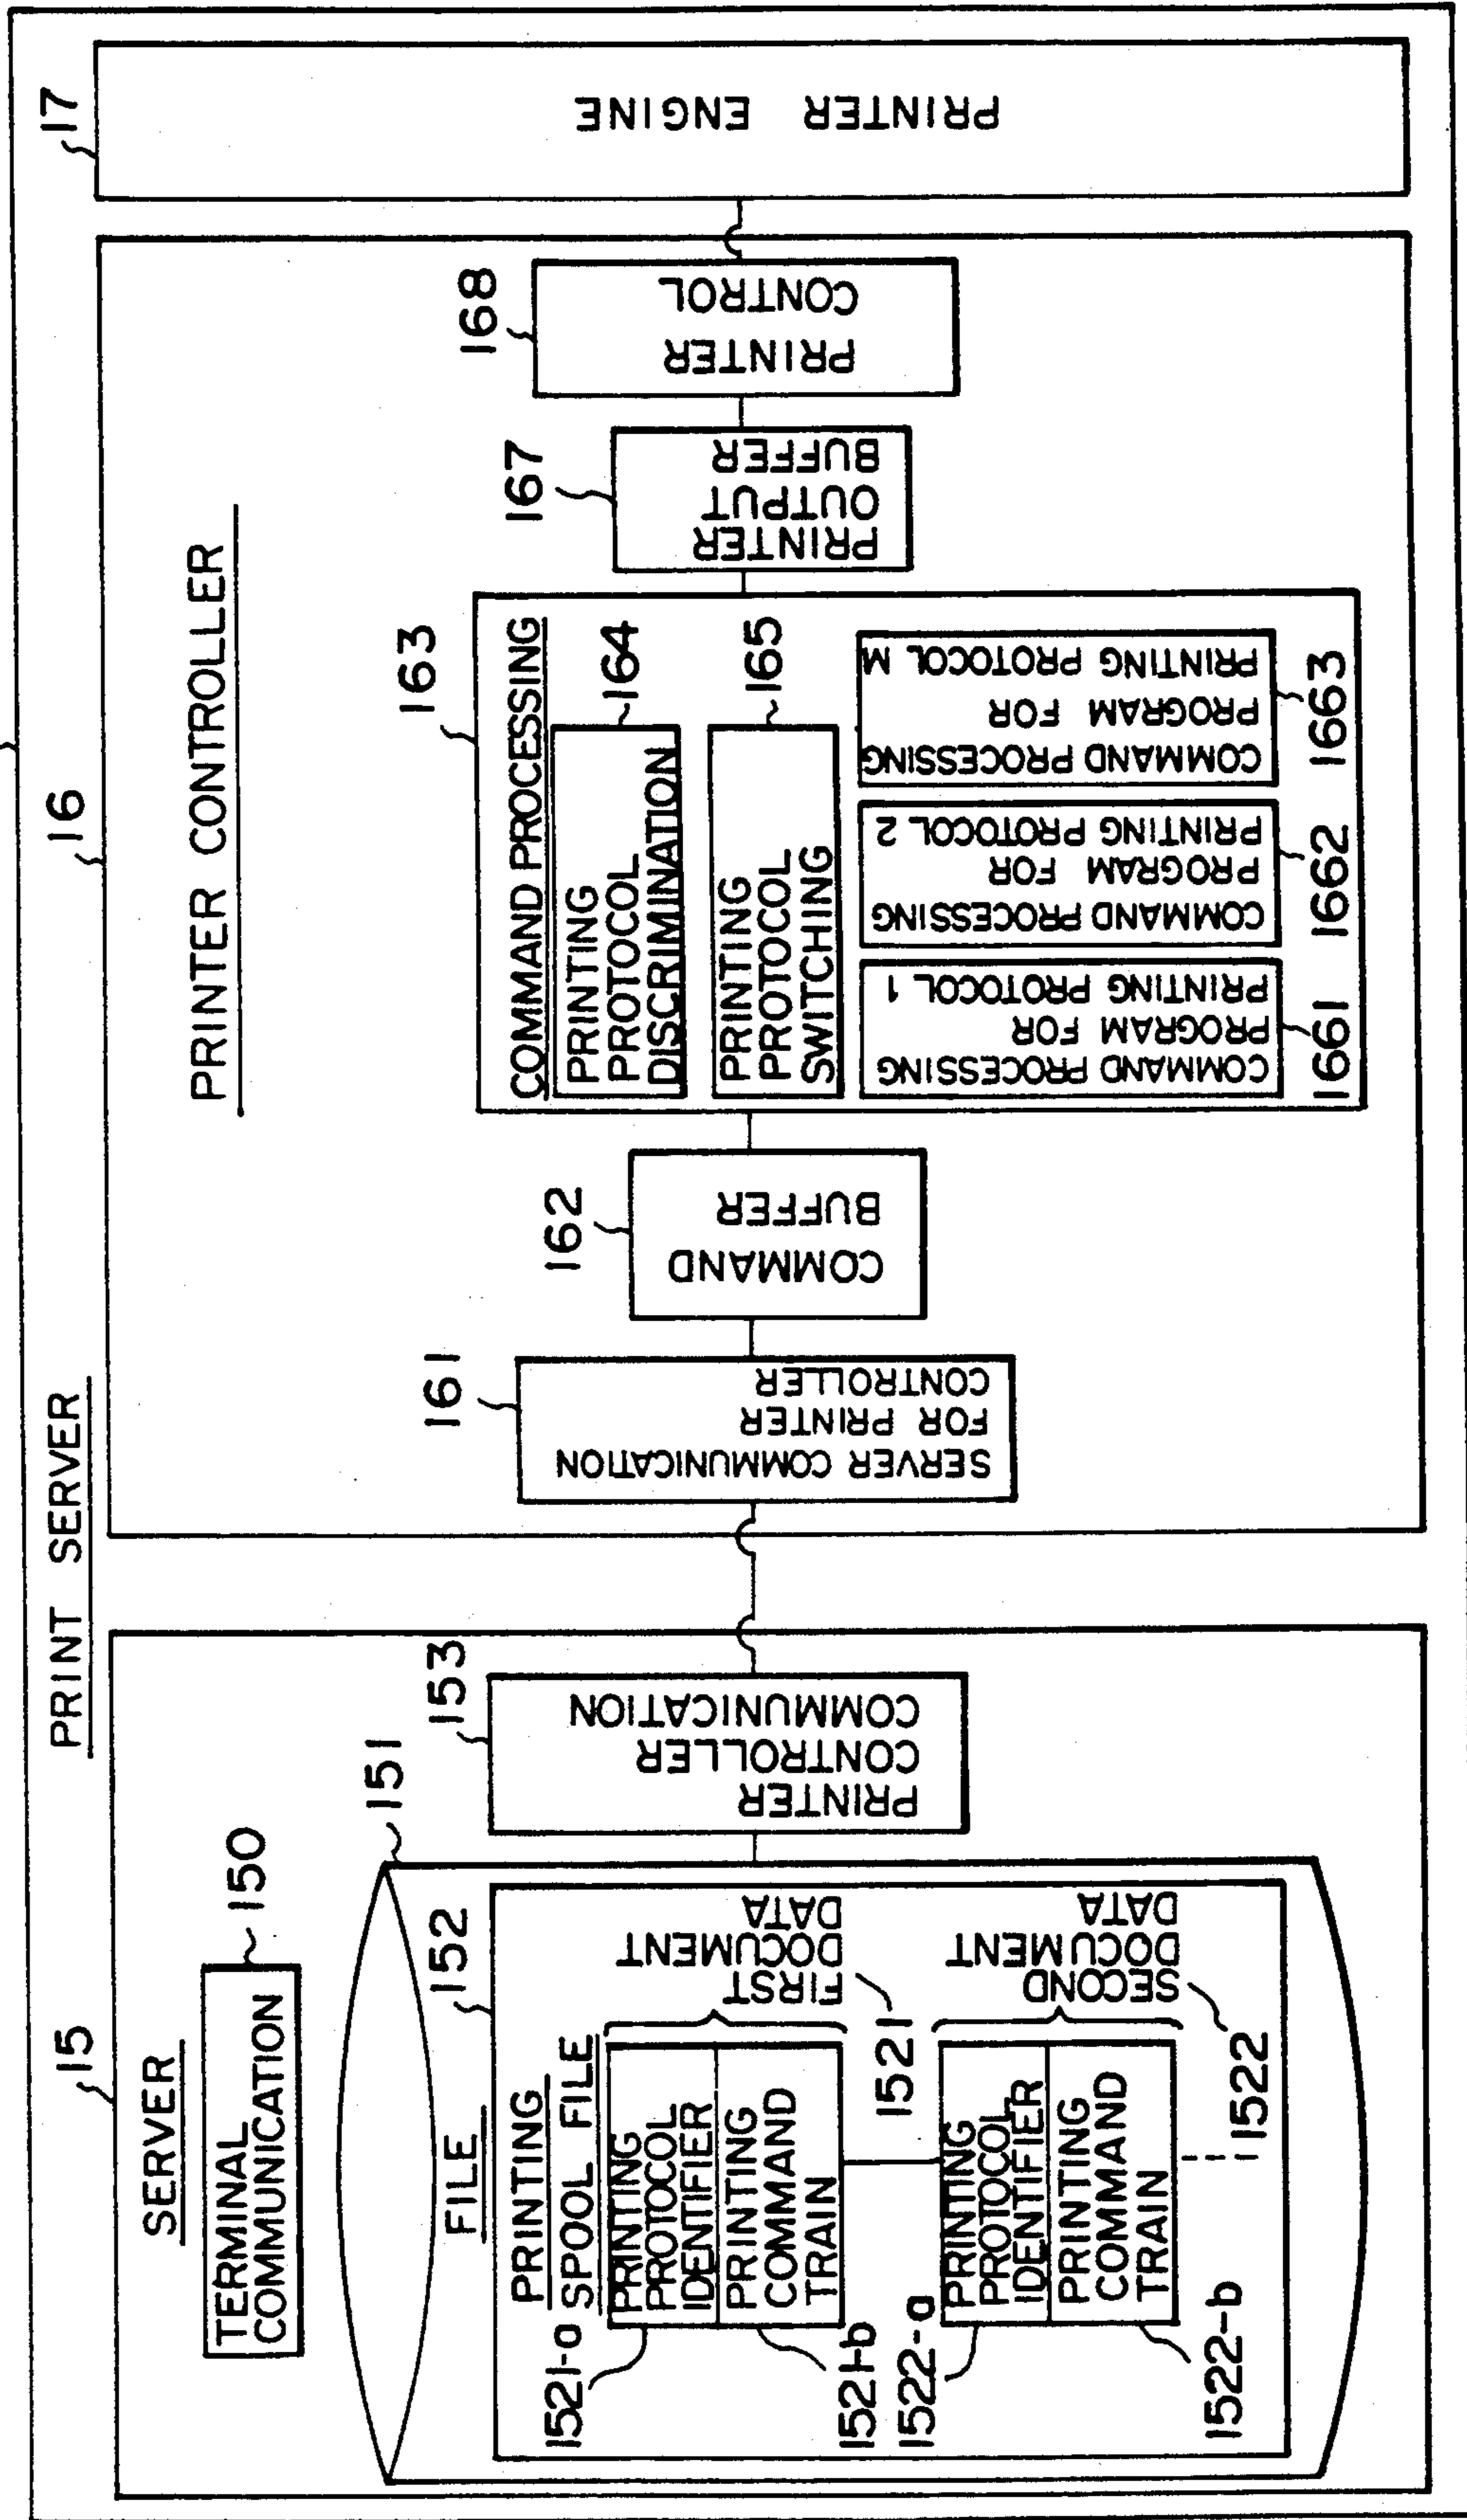 PRINT SERVER
15
SERVER
TERMINAL
COMMUNICATION
150
151
FILE
152
PRINTING
SPOOL FILE
PRINTING
PROTOCOL
IDENTIFIER
PRINTING
COMMAND
TRAIN
1521-a
1521-b
FIRST
DOCUMENT
DATA
1521
PRINTING
PROTOCOL
IDENTIFIER
PRINTING
COMMAND
TRAIN
1522-a
1522-b
SECOND
DOCUMENT
DATA
1522
153
PRINTER
CONTROLLER
COMMUNICATION
16
PRINTER CONTROLLER
161
SERVER COMMUNICATION
FOR PRINTER
CONTROLLER
162
COMMAND
BUFFER
163
COMMAND PROCESSING
PRINTING
PROTOCOL
DISCRIMINATION
164
PRINTING
PROTOCOL
SWITCHING
165
COMMAND PROCESSING
PROGRAM FOR
PRINTING PROTOCOL 1
1661
COMMAND PROCESSING
PROGRAM FOR
PRINTING PROTOCOL 2
1662
COMMAND PROCESSING
PROGRAM FOR
PRINTING PROTOCOL M
1663
167
PRINTER
OUTPUT
BUFFER
168
PRINTER
CONTROL
17
PRINTER ENGINE